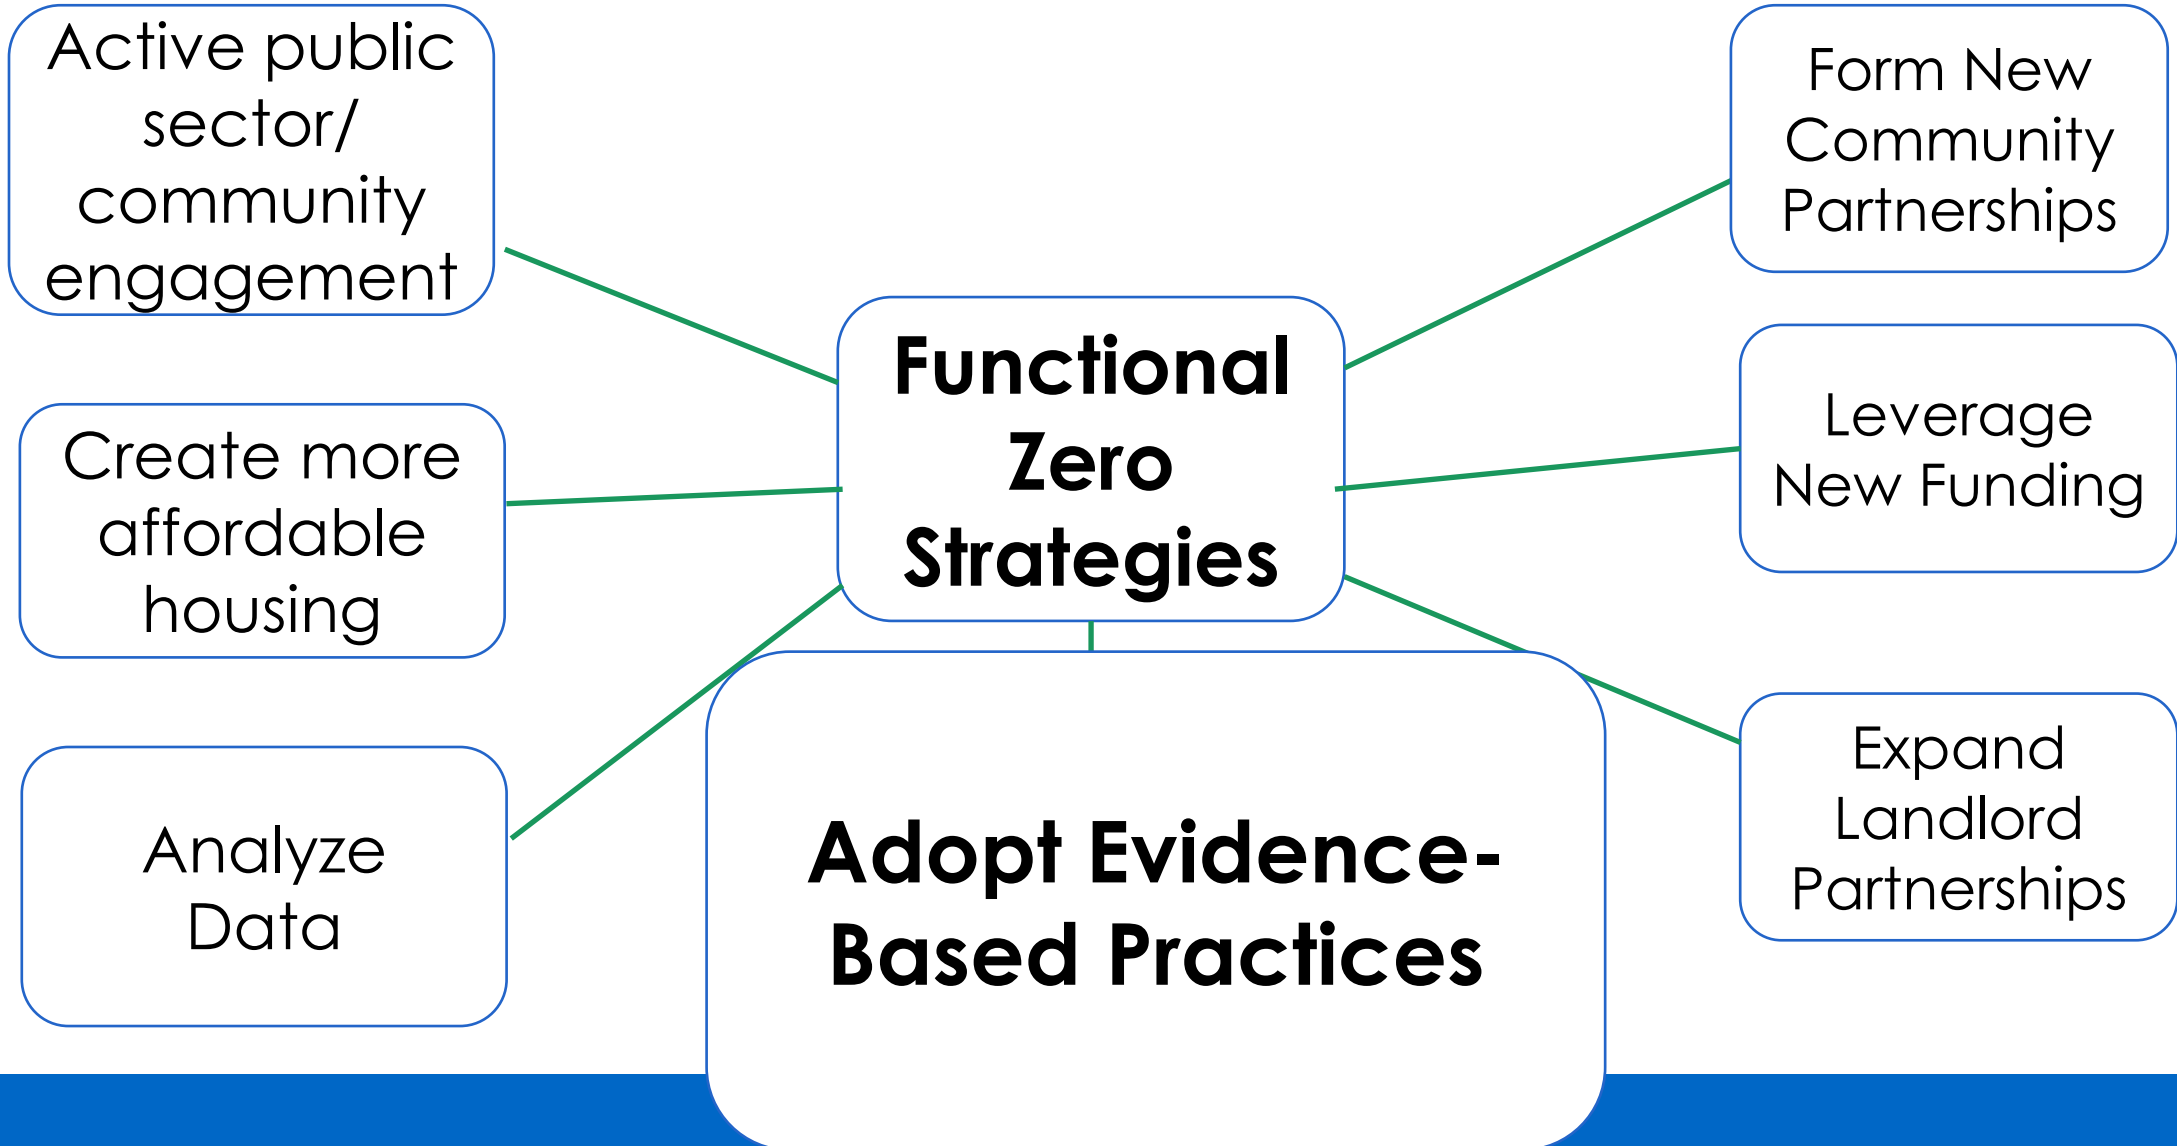 Active public
sector/
community
engagement
Create more
affordable
housing
Analyze
Data
Functional
Zero
Strategies
Adopt Evidence-
Based Practices
Form New
Community
Partnerships
Leverage
New Funding
Expand
Landlord
Partnerships